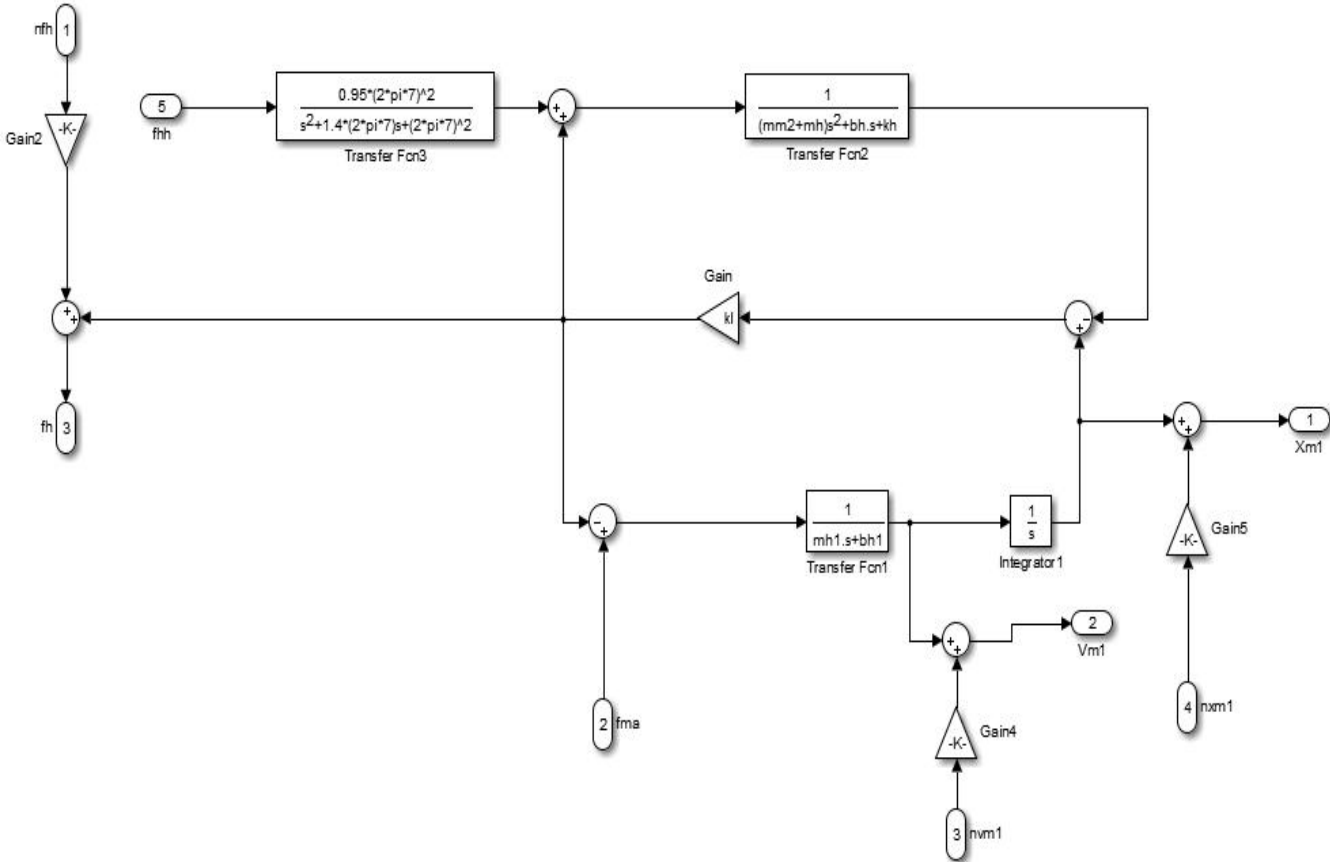 nfh
1
-K-
Gain2
5
fhh
0.95*(2*pi*7)^2
s2+1.4*(2*pi*7)s+(2*pi*7)^2
Transfer Fcn3
+
+
1
(mm2+mh)s2+bh.s+kh
Transfer Fcn2
Gain
kl
+
+
+
-
fh
3
+
+
1
Xm1
-
+
1
mh1.s+bh1
Transfer Fcn1
1
s
Integrator1
-K-
Gain5
+
+
2
Vm1
2
fma
-K-
Gain4
4
nxm1
3
nvm1